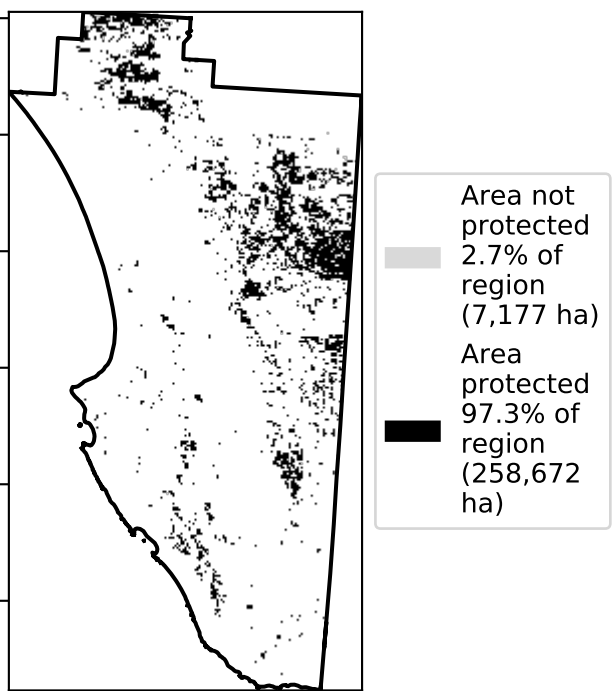 Area not
protected
2.7% of
region
(7,177 ha)
Area
protected
97.3% of
region
(258,672
ha)